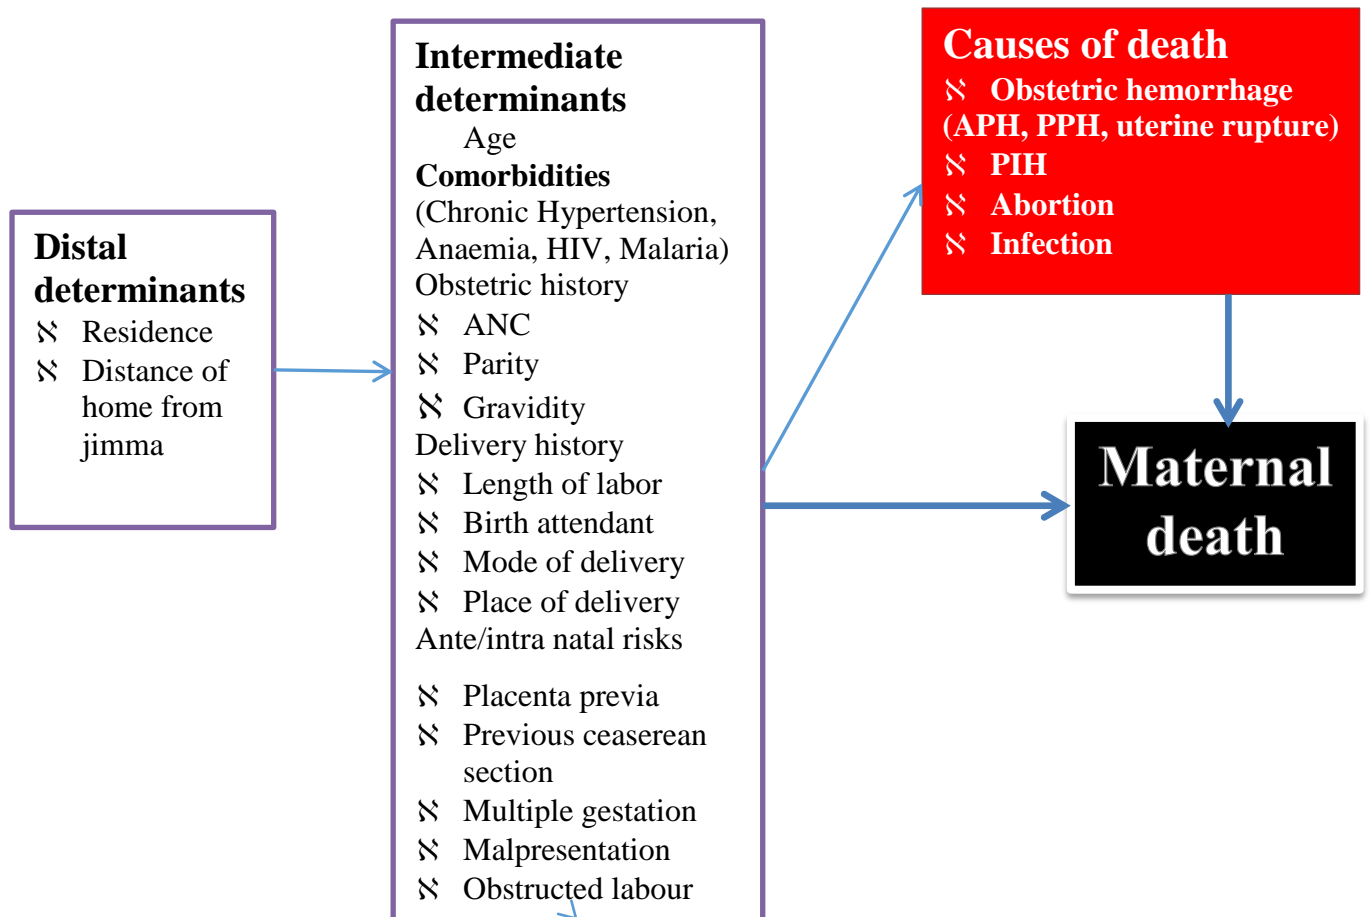 Distal
determinants
ℵ Residence
ℵ Distance of
home from
jimma
Intermediate
determinants
Age
Comorbidities
(Chronic Hypertension,
Anaemia, HIV, Malaria)
Obstetric history
ℵ ANC
ℵ Parity
ℵ Gravidity
Delivery history
ℵ Length of labor
ℵ Birth attendant
ℵ Mode of delivery
ℵ Place of delivery
Ante/intra natal risks
ℵ Placenta previa
ℵ Previous ceaserean
section
ℵ Multiple gestation
ℵ Malpresentation
ℵ Obstructed labour
Causes of death
ℵ Obstetric hemorrhage
(APH, PPH, uterine rupture)
ℵ PIH
ℵ Abortion
ℵ Infection
Maternal
death